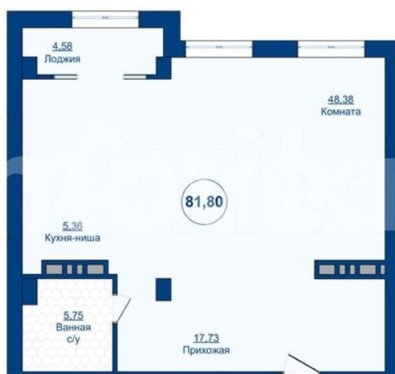 4.58
Лоджия
48.38
Комната
81,80
5.36
Кухня-ниша
5.75
Ванная
с/у
17.73
Прихожая